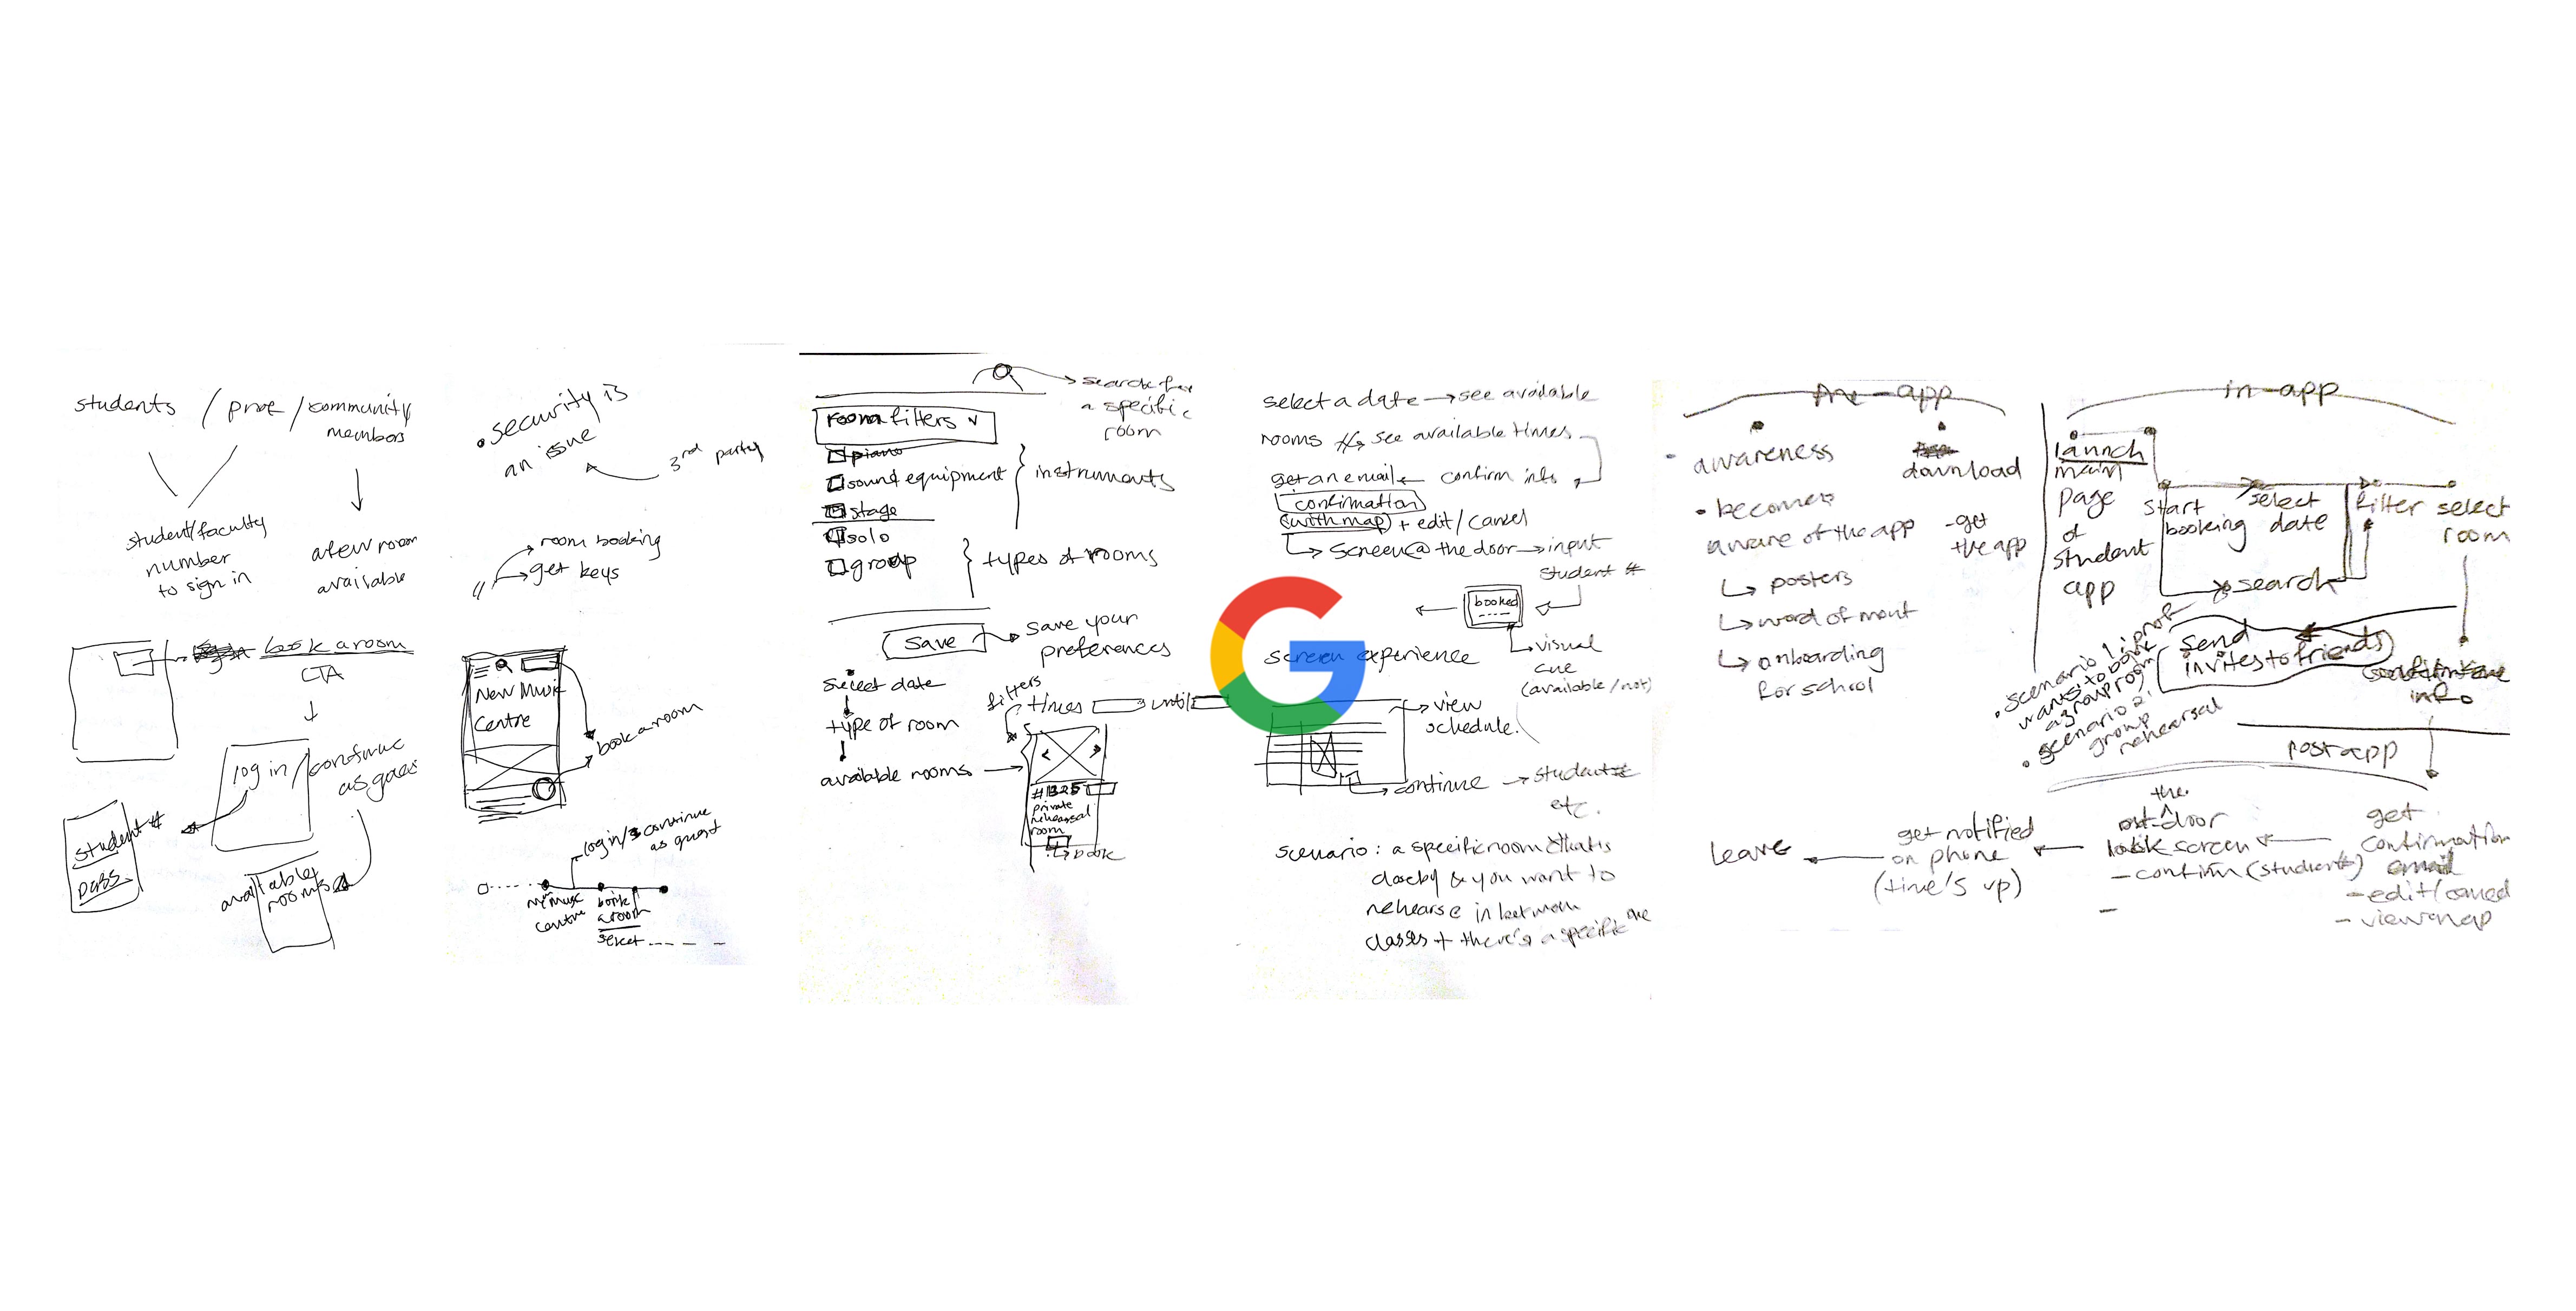 students / prof / community
members
student/faculty
number
to sign in
a few room
available
book a room
CTA
log in / continue
as
student #
pass
available
rooms
• security is
an issue
3rd party
room booking
get keys
New Music
Centre
book a room
login/continue
as guest
music
centre
book
a room
select
search for
a specific
room
room filters
piano
sound equipment
stage
instruments
solo
group
types of rooms
save
save your
preferences
select date
type of room
available rooms
filters
times
until
#1325
private
rehearsal
room
book
select a date → see available
rooms
see available times
confirm info
get an email
confirmation
(with map) + edit/cancel
screen @ the door → input
student #
booked
visual
cue
(available/not)
screen experience
view
schedule.
continue → student #
etc.
scenario: a specific room that is
closeby & you want to
rehearse in between
classes + there's a specific one
Pre-app
• awareness
download
• becomes
aware of the app
- get
the app
↳ posters
↳ word of mout
↳ onboarding
for school
in-app
launch
main
page
of
student
app
start
booking
select
date
filter
select
room
search
send
invites to friends
info
• scenario 1: prof
wants to book
a group room
• scenario 2:
group
rehearsal
post app
get
confirmation
email
- edit/cancel
- view map
the
door
screen
- confirm (student #)
get notified
on phone
(time's up)
leave